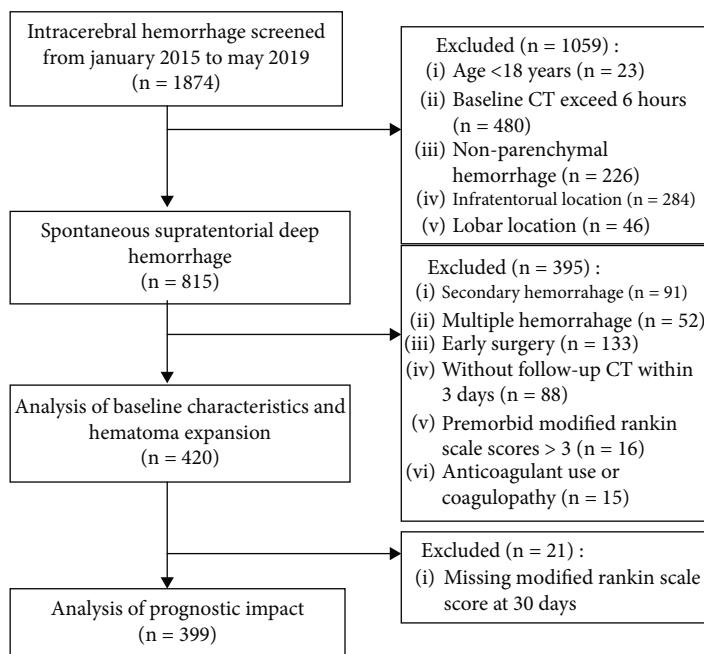 Intracerebral hemorrhage screened
from january 2015 to may 2019
(n = 1874)
Excluded (n = 1059) :
(i) Age <18 years (n = 23)
(ii) Baseline CT exceed 6 hours
(n = 480)
(iii) Non-parenchymal
hemorrhage (n = 226)
(iv) Infratentorual location (n = 284)
(v) Lobar location (n = 46)
Spontaneous supratentorial deep
hemorrhage
(n = 815)
Excluded (n = 395) :
(i) Secondary hemorrahage (n = 91)
(ii) Multiple hemorrahage (n = 52)
(iii) Early surgery (n = 133)
(iv) Without follow-up CT within
3 days (n = 88)
(v) Premorbid modified rankin
scale scores > 3 (n = 16)
(vi) Anticoagulant use or
coagulopathy (n = 15)
Analysis of baseline characteristics and
hematoma expansion
(n = 420)
Excluded (n = 21) :
(i) Missing modified rankin scale
score at 30 days
Analysis of prognostic impact
(n = 399)